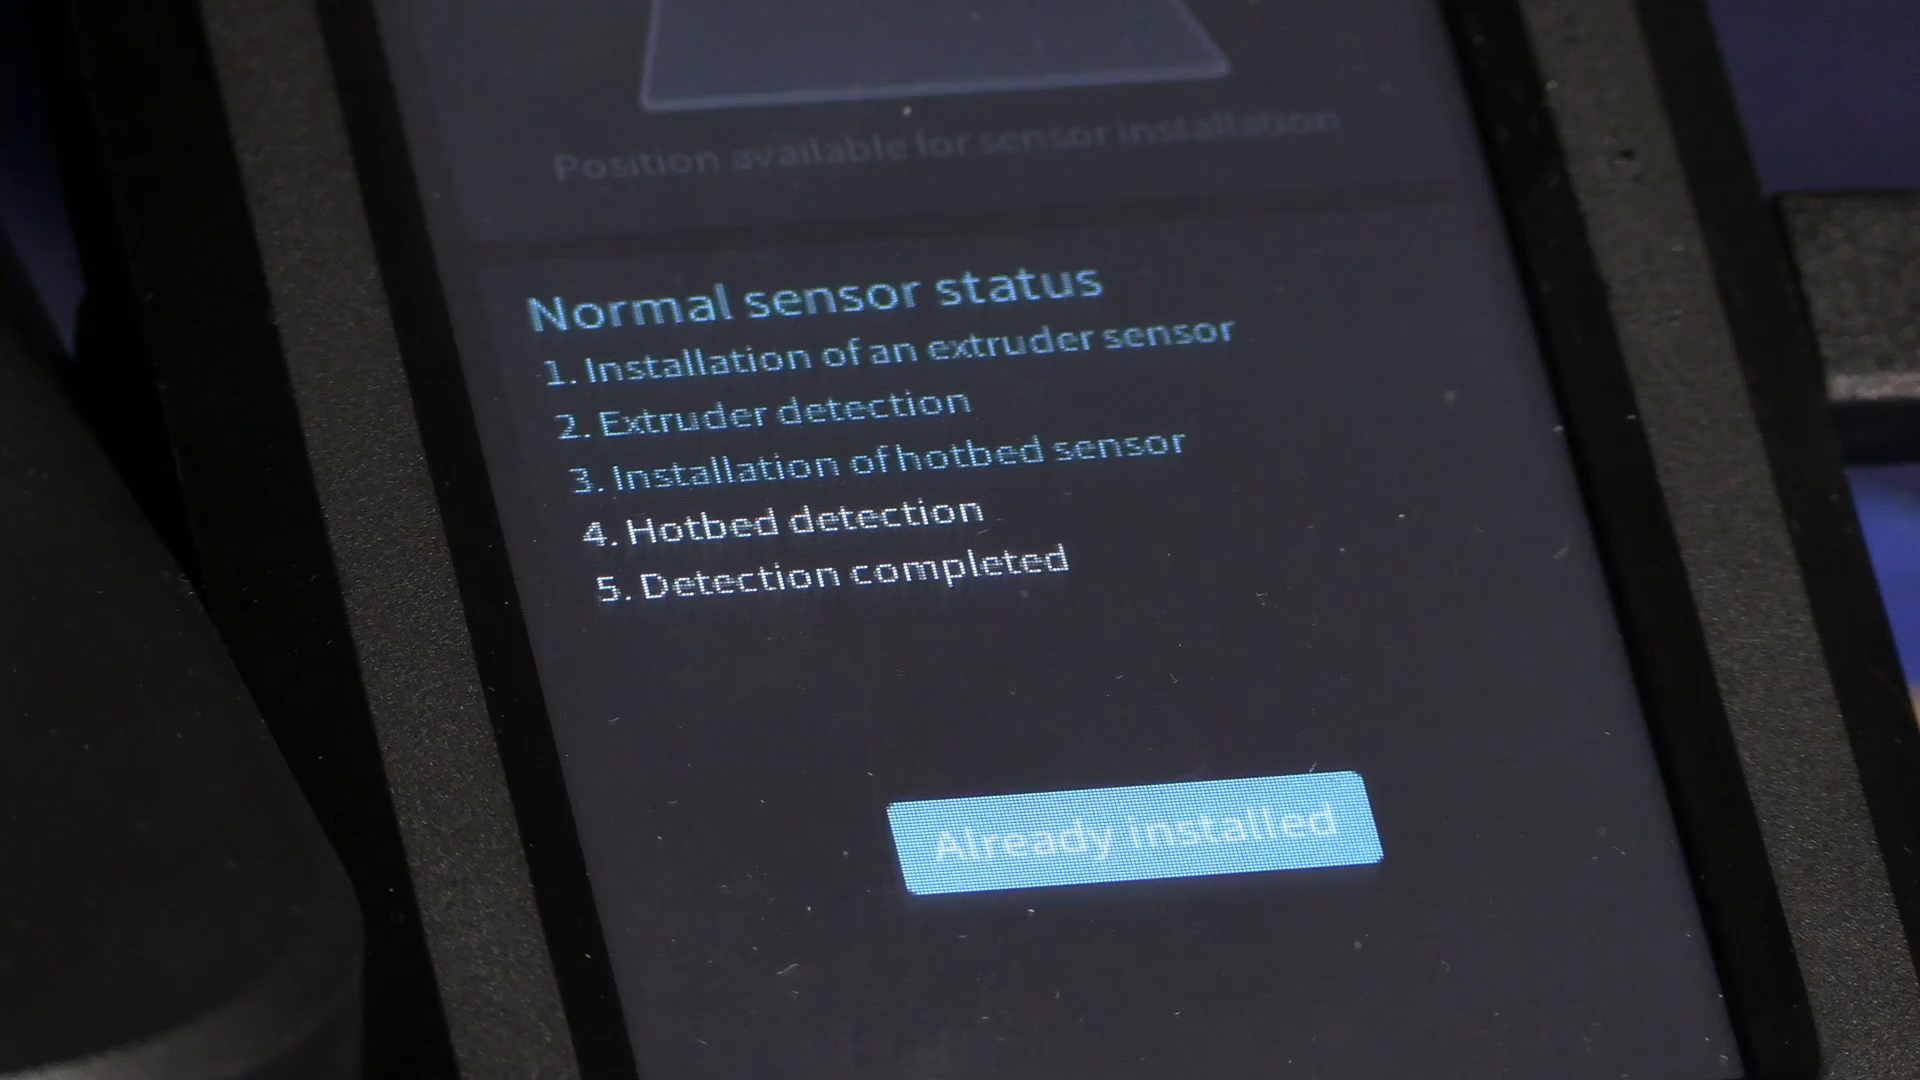 Position available for sensor installation
Normal sensor status
1. Installation of an extruder sensor
2. Extruder detection
3. Installation of hotbed sensor
4. Hotbed detection
5. Detection completed
Already installed